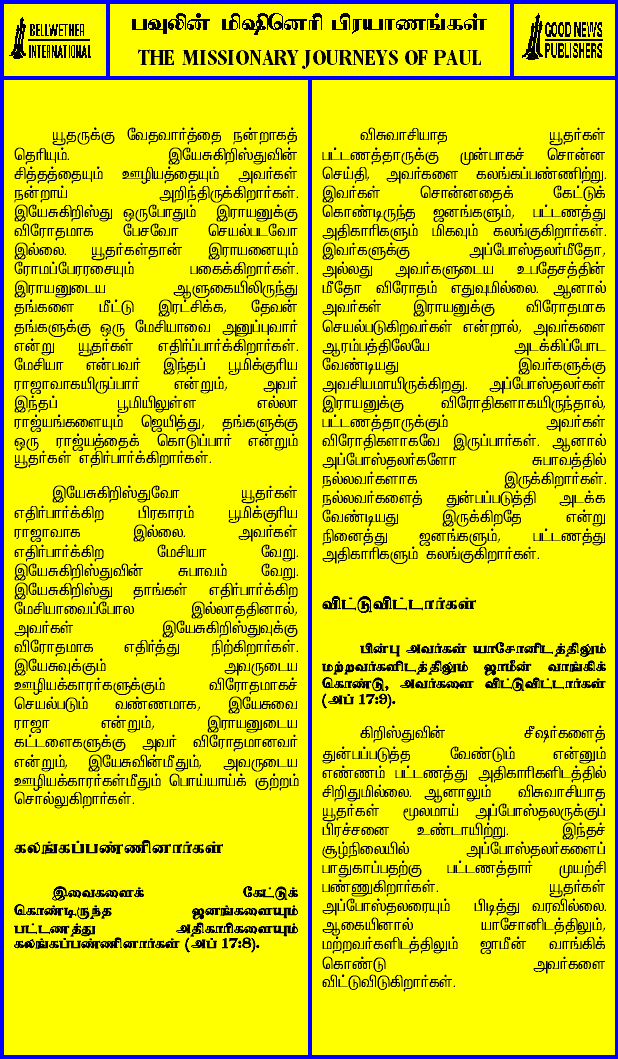 BELLWETHER
INTERNATIONAL
பவுலின் மிஷினெரி பிரயாணங்கள்
THE MISSIONARY JOURNEYS OF PAUL
GOOD NEWS
PUBLISHERS
யூதருக்கு வேதவார்த்தை நன்றாகத்
தெரியும். இயேசுகிறிஸ்துவின்
சித்தத்தையும் ஊழியத்தையும் அவர்கள்
நன்றாய் அறிந்திருக்கிறார்கள்.
இயேசுகிறிஸ்து ஒருபோதும் இராயனுக்கு
விரோதமாக பேசவோ செயல்படவோ
இல்லை. யூதர்கள்தான் இராயனையும்
ரோமப்பேரரசையும் பகைக்கிறார்கள்.
இராயனுடைய ஆளுகையிலிருந்து
தங்களை மீட்டு இரட்சிக்க, தேவன்
தங்களுக்கு ஒரு மேசியாவை அனுப்புவார்
என்று யூதர்கள் எதிர்பார்க்கிறார்கள்.
மேசியா என்பவர் இந்தப் பூமிக்குரிய
ராஜாவாகயிருப்பார் என்றும், அவர்
இந்தப் பூமியிலுள்ள எல்லா
ராஜ்யங்களையும் ஜெயித்து, தங்களுக்கு
ஒரு ராஜ்யத்தைக் கொடுப்பார் என்றும்
யூதர்கள் எதிர்பார்க்கிறார்கள்.
இயேசுகிறிஸ்துவோ யூதர்கள்
எதிர்பார்க்கிற பிரகாரம் பூமிக்குரிய
ராஜாவாக இல்லை. அவர்கள்
எதிர்பார்க்கிற மேசியா வேறு.
இயேசுகிறிஸ்துவின் சுபாவம் வேறு.
இயேசுகிறிஸ்து தாங்கள் எதிர்பார்க்கிற
மேசியாவைப்போல இல்லாததினால்,
அவர்கள் இயேசுகிறிஸ்துவுக்கு
விரோதமாக எதிர்த்து நிற்கிறார்கள்.
இயேசுவுக்கும் அவருடைய
ஊழியக்காரர்களுக்கும் விரோதமாகச்
செயல்படும் வண்ணமாக, இயேசுவை
ராஜா என்றும், இராயனுடைய
கட்டளைகளுக்கு அவர் விரோதமானவர்
என்றும், இயேசுவின்மீதும், அவருடைய
ஊழியக்காரர்கள்மீதும் பொய்யாய்க் குற்றம்
சொல்லுகிறார்கள்.
கலங்கப்பண்ணினார்கள்
இவைகளைக் கேட்டுக்
கொண்டிருந்த ஜனங்களையும்
பட்டணத்து அதிகாரிகளையும்
கலங்கப்பண்ணினார்கள் (அப் 17:8).
விசுவாசியாத யூதர்கள்
பட்டணத்தாருக்கு முன்பாகச் சொன்ன
செய்தி, அவர்களை கலங்கப்பண்ணிற்று.
இவர்கள் சொன்னதைக் கேட்டுக்
கொண்டிருந்த ஜனங்களும், பட்டணத்து
அதிகாரிகளும் மிகவும் கலங்குகிறார்கள்.
இவர்களுக்கு அப்போஸ்தலர்மீதோ,
அல்லது அவர்களுடைய உபதேசத்தின்
மீதோ விரோதம் எதுவுமில்லை. ஆனால்
அவர்கள் இராயனுக்கு விரோதமாக
செயல்படுகிறவர்கள் என்றால், அவர்களை
ஆரம்பத்திலேயே அடக்கிப்போட
வேண்டியது இவர்களுக்கு
அவசியமாயிருக்கிறது. அப்போஸ்தலர்கள்
இராயனுக்கு விரோதிகளாகயிருந்தால்,
பட்டணத்தாருக்கும் அவர்கள்
விரோதிகளாகவே இருப்பார்கள். ஆனால்
அப்போஸ்தலர்களோ சுபாவத்தில்
நல்லவர்களாக இருக்கிறார்கள்.
நல்லவர்களைத் துன்பப்படுத்தி அடக்க
வேண்டியது இருக்கிறதே என்று
நினைத்து ஜனங்களும், பட்டணத்து
அதிகாரிகளும் கலங்குகிறார்கள்.
விட்டுவிட்டார்கள்
பின்பு அவர்கள் யாசோனிடத்திலும்
மற்றவர்களிடத்திலும் ஜாமீன் வாங்கிக்
கொண்டு, அவர்களை விட்டுவிட்டார்கள்
(அப் 17:9).
கிறிஸ்துவின் சீஷர்களைத்
துன்பப்படுத்த வேண்டும் என்னும்
எண்ணம் பட்டணத்து அதிகாரிகளிடத்தில்
சிறிதுமில்லை. ஆனாலும் விசுவாசியாத
யூதர்கள் மூலமாய் அப்போஸ்தலருக்குப்
பிரச்சனை உண்டாயிற்று. இந்தச்
சூழ்நிலையில் அப்போஸ்தலர்களைப்
பாதுகாப்பதற்கு பட்டணத்தார் முயற்சி
பண்ணுகிறார்கள். யூதர்கள்
அப்போஸ்தலரையும் பிடித்து வரவில்லை.
ஆகையினால் யாசோனிடத்திலும்,
மற்றவர்களிடத்திலும் ஜாமீன் வாங்கிக்
கொண்டு அவர்களை
விட்டுவிடுகிறார்கள்.